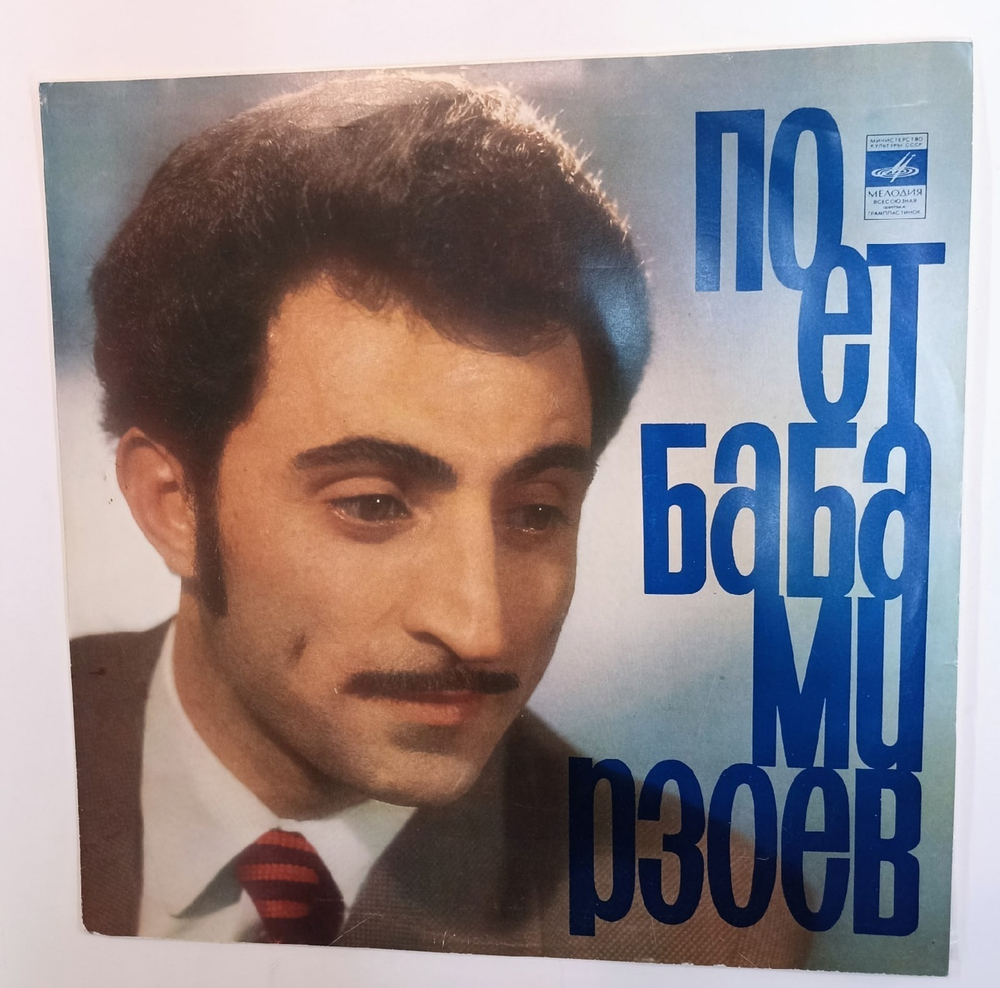 ПО
ЕТ
БАБА
МИ
РЗОЕВ
МИНИСТЕРСТВО
КУЛЬТУРЫ СССР
МЕЛОДИЯ
ВСЕСОЮЗНАЯ
ФИРМА
ГРАМПЛАСТИНОК